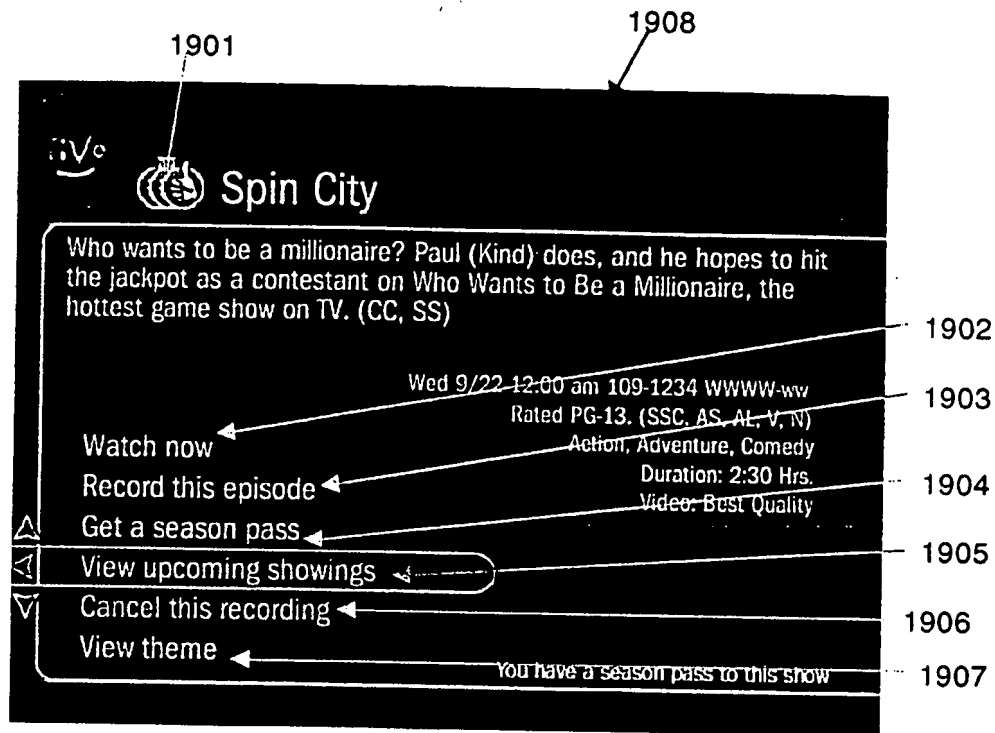 1908
1901
TiVo
Spin City
Who wants to be a millionaire? Paul (Kind) does, and he hopes to hit
the jackpot as a contestant on Who Wants to Be a Millionaire, the
hottest game show on TV. (CC, SS)
1902
Wed 9/22 12:00 am 109-1234 WWWW-ww
1903
Rated PG-13. (SSC, AS, AL, V, N)
Watch now
Action, Adventure, Comedy
Record this episode
Duration: 2:30 Hrs.
1904
Video: Best Quality
Get a season pass
1905
View upcoming showings
Cancel this recording
1906
View theme
You have a season pass to this show
1907